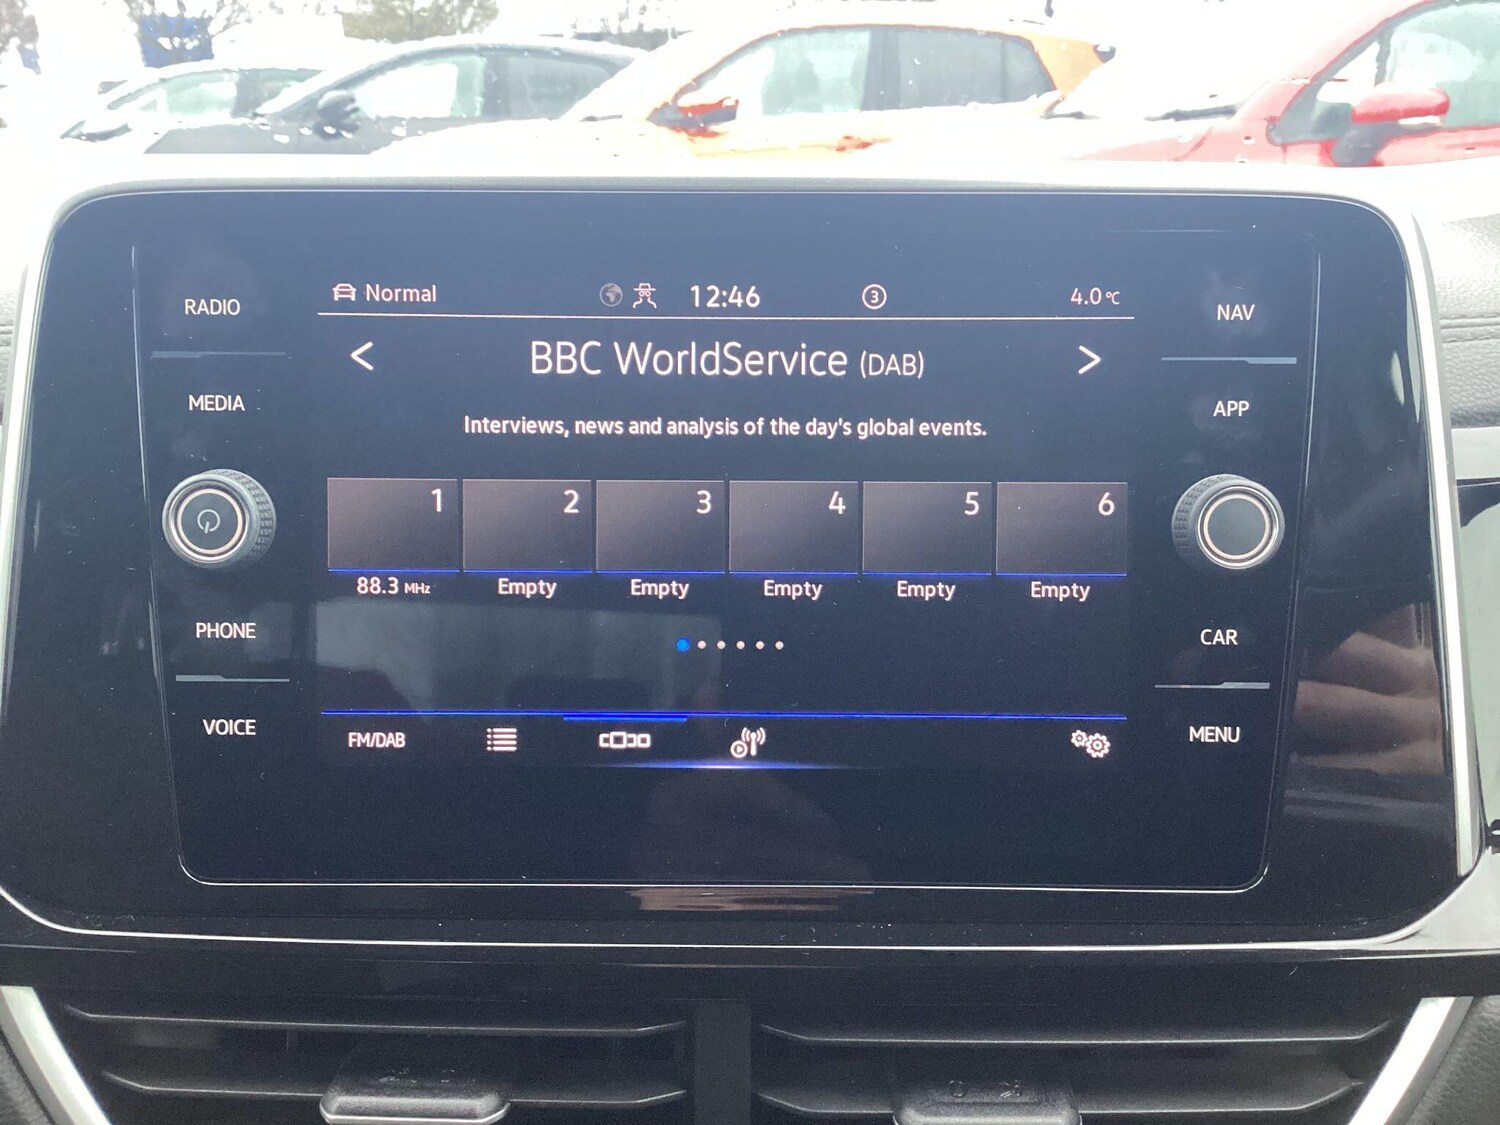 Normal
12:46
3
4.0 °C
RADIO
NAV
< BBC WorldService (DAB) >
MEDIA
APP
Interviews, news and analysis of the day's global events.
1 2 3 4 5 6
88.3 MHz Empty Empty Empty Empty Empty
PHONE
CAR
VOICE
MENU
FM/DAB